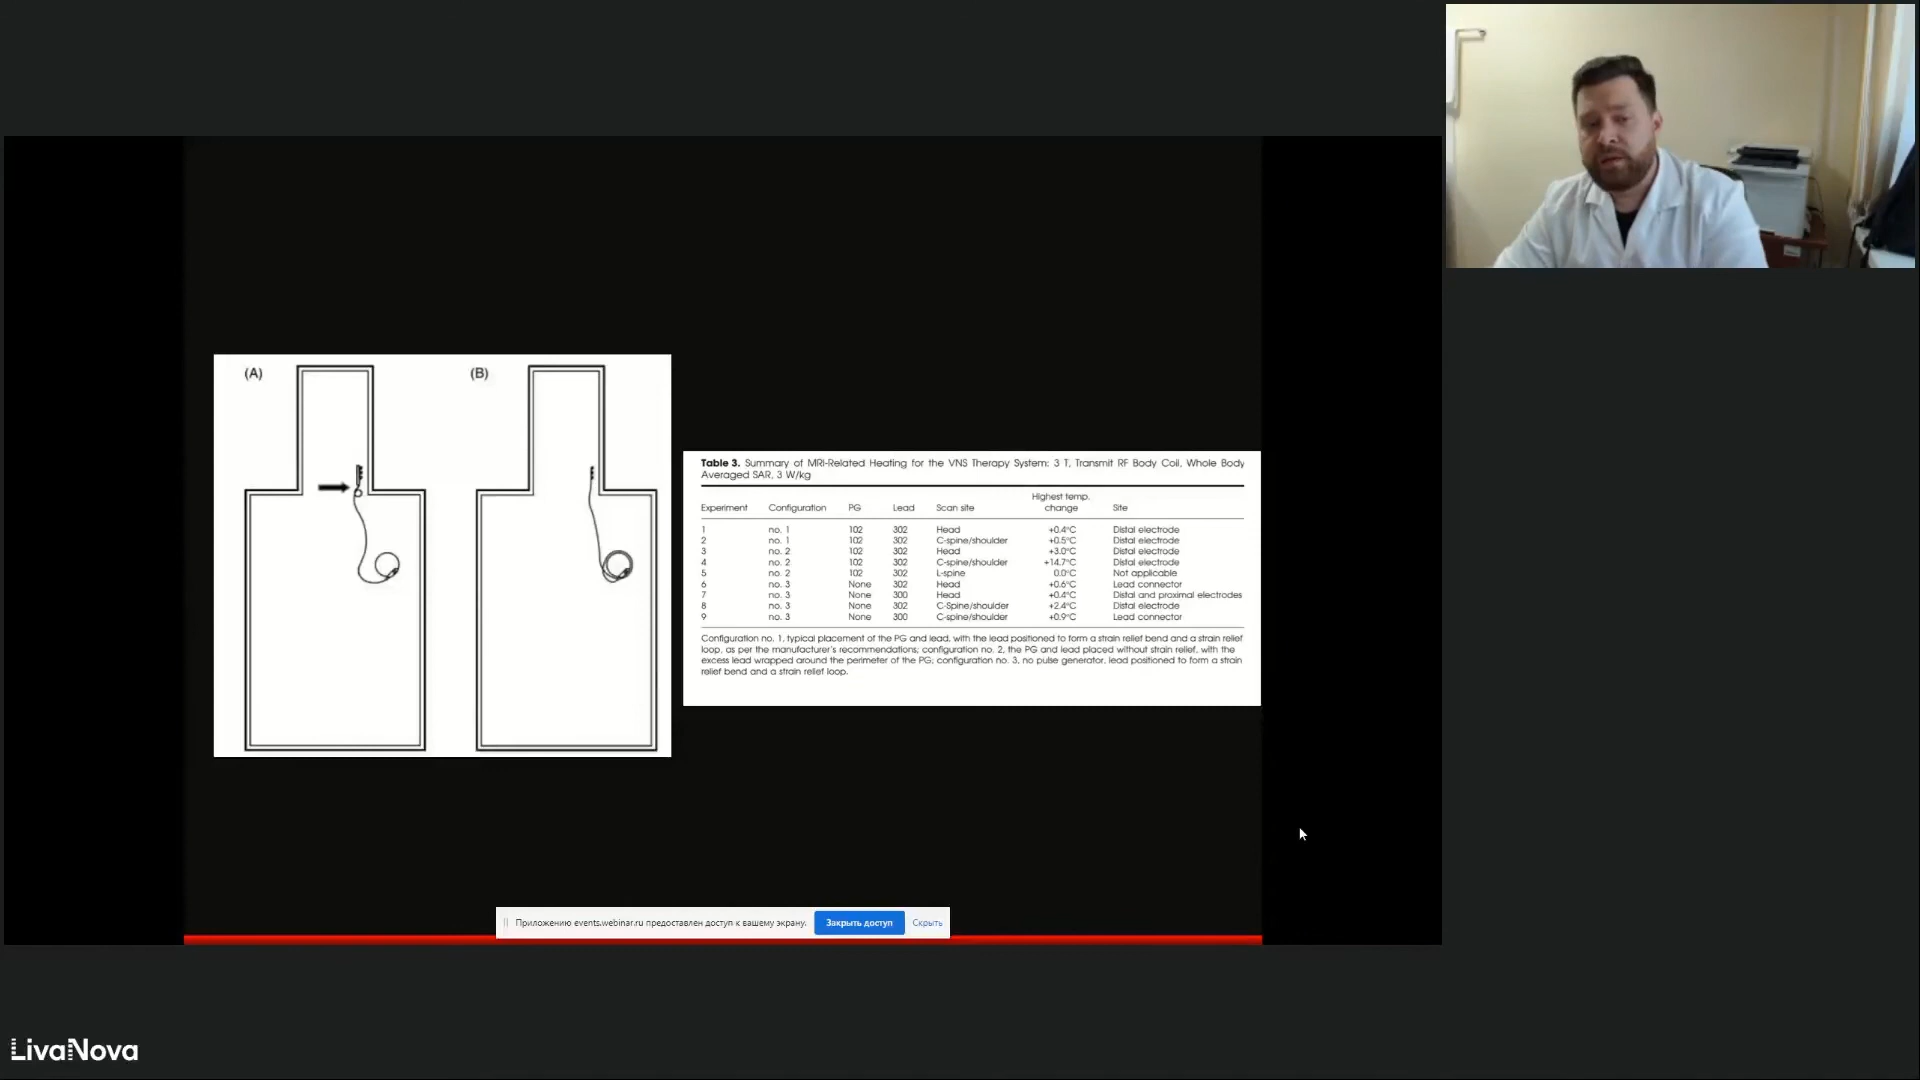 (A)
(B)
Table 3. Summary of MRI-Related Heating for the VNS Therapy System: 3 T, Transmit RF Body Coil, Whole Body
Averaged SAR, 3 W/kg
Experiment Configuration PG Lead Scan site Highest temp. change Site
1 no. 1 102 302 Head +0.4°C Distal electrode
2 no. 1 102 302 C-spine/shoulder +0.5°C Distal electrode
3 no. 2 102 302 Head +3.0°C Distal electrode
4 no. 2 102 302 C-spine/shoulder +14.7°C Distal electrode
5 no. 2 102 302 L-spine 0.0°C Not applicable
6 no. 3 None 302 Head +0.6°C Lead connector
7 no. 3 None 300 Head +0.4°C Distal and proximal electrodes
8 no. 3 None 302 C-Spine/shoulder +2.4°C Distal electrode
9 no. 3 None 300 C-spine/shoulder +0.9°C Lead connector
Configuration no. 1, typical placement of the PG and lead, with the lead positioned to form a strain relief bend and a strain relief
loop, as per the manufacturer's recommendations; configuration no. 2, the PG and lead placed without strain relief, with the
excess lead wrapped around the perimeter of the PG; configuration no. 3, no pulse generator, lead positioned to form a strain
relief bend and a strain relief loop.
Приложению events.webinar.ru предоставлен доступ к вашему экрану. Закрыть доступ Скрыть
LivaNova